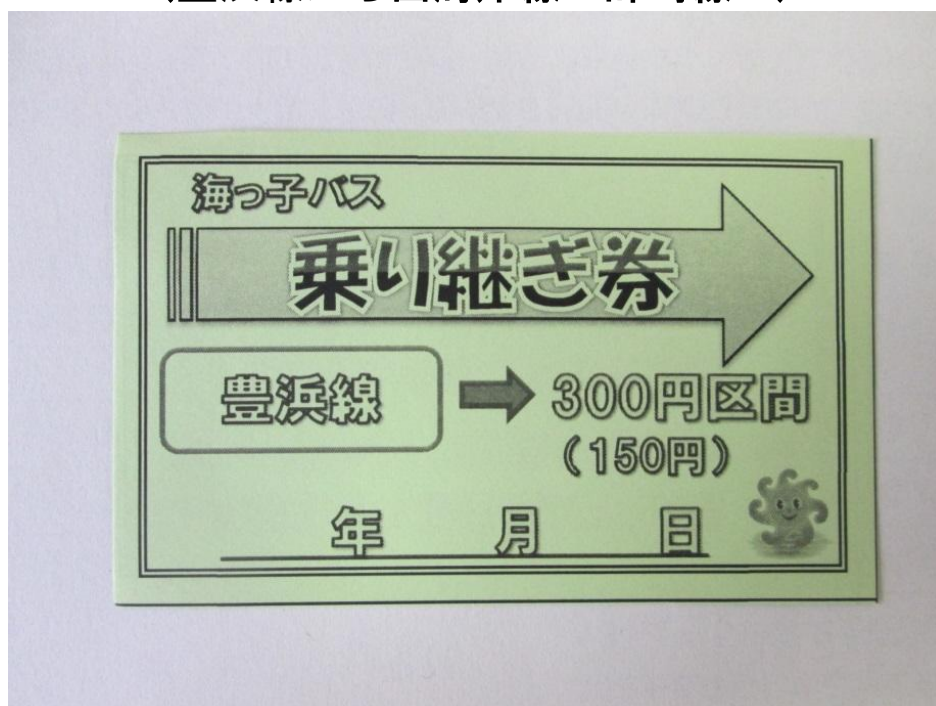 海っ子バス
乗り継ぎ券
豊浜線
300円区間
(150円)
年 月 日